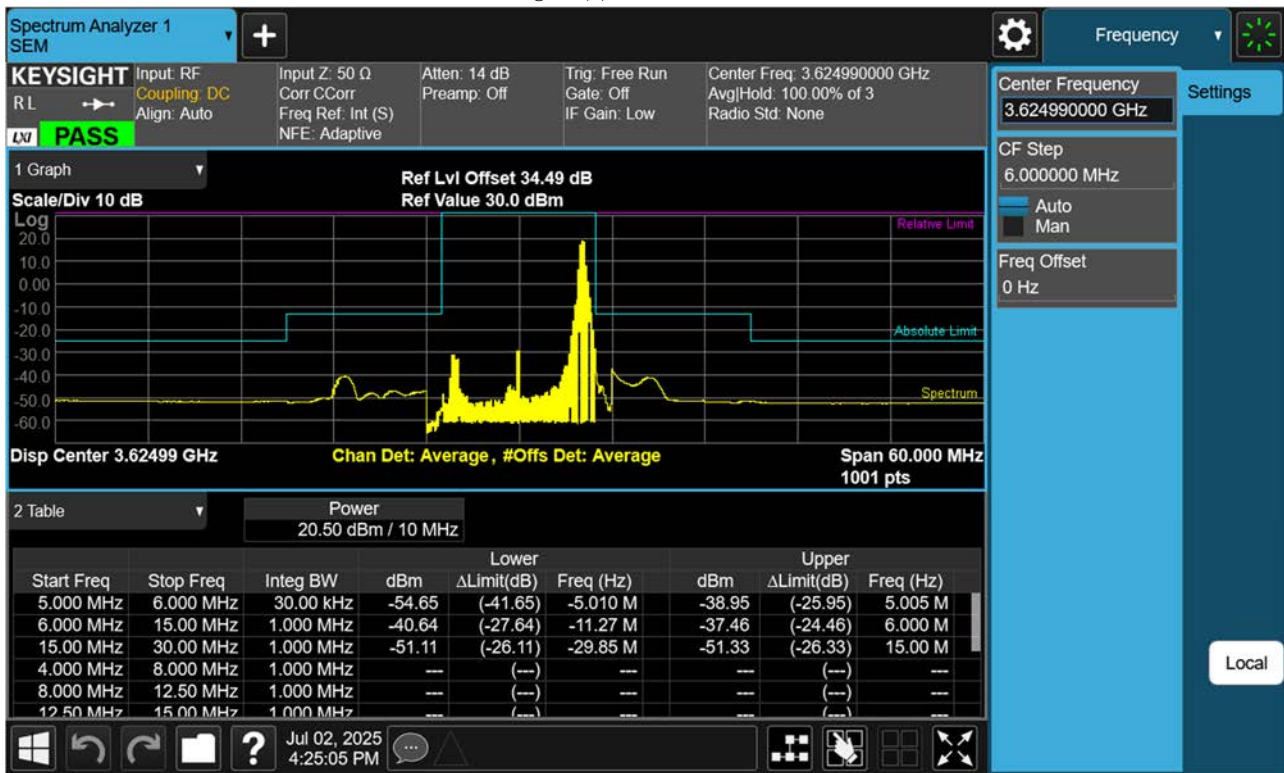 Spectrum Analyzer 1
SEM
+
Frequency
KEYSIGHT
RL
LXI
PASS
Input: RF
Coupling: DC
Align: Auto
Input Z: 50 Ω
Corr CCorr
Freq Ref: Int (S)
NFE: Adaptive
Atten: 14 dB
Preamp: Off
Trig: Free Run
Gate: Off
IF Gain: Low
Center Freq: 3.624990000 GHz
Avg|Hold: 100.00% of 3
Radio Std: None
Center Frequency
3.624990000 GHz
Settings
CF Step
6.000000 MHz
Auto
Man
Freq Offset
0 Hz
Local
1 Graph
Scale/Div 10 dB
Ref Lvl Offset 34.49 dB
Ref Value 30.0 dBm
Log
20.0
10.0
0.00
-10.0
-20.0
-30.0
-40.0
-50.0
-60.0
Relative Limit
Absolute Limit
Spectrum
Disp Center 3.62499 GHz
Chan Det: Average, #Offs Det: Average
Span 60.000 MHz
1001 pts
2 Table
Power
20.50 dBm / 10 MHz
Lower Upper
Start Freq Stop Freq Integ BW dBm ΔLimit(dB) Freq (Hz) dBm ΔLimit(dB) Freq (Hz)
5.000 MHz 6.000 MHz 30.00 kHz -54.65 (-41.65) -5.010 M -38.95 (-25.95) 5.005 M
6.000 MHz 15.00 MHz 1.000 MHz -40.64 (-27.64) -11.27 M -37.46 (-24.46) 6.000 M
15.00 MHz 30.00 MHz 1.000 MHz -51.11 (-26.11) -29.85 M -51.33 (-26.33) 15.00 M
4.000 MHz 8.000 MHz 1.000 MHz --- (---) --- --- (---) ---
8.000 MHz 12.50 MHz 1.000 MHz --- (---) --- --- (---) ---
12.50 MHz 15.00 MHz 1.000 MHz --- (---) --- --- (---) ---
?
Jul 02, 2025
4:25:05 PM